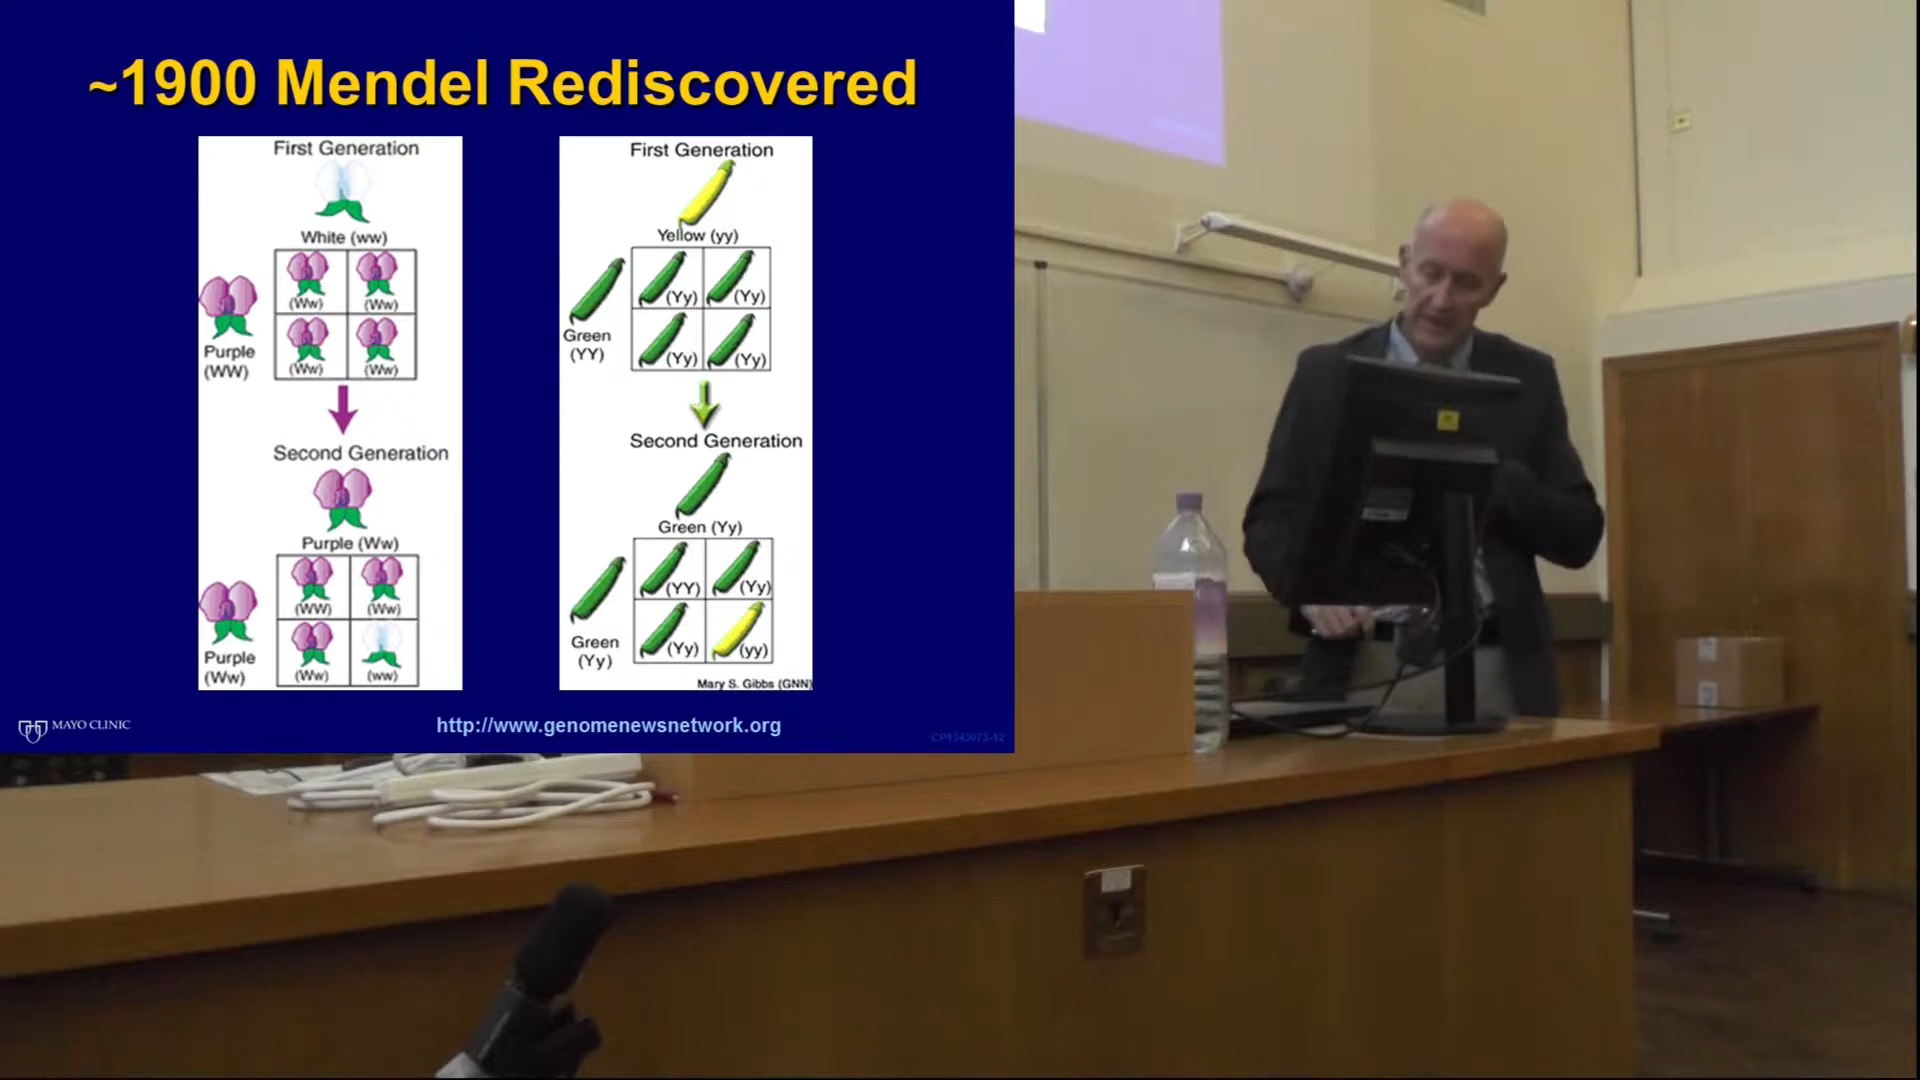 ~1900 Mendel Rediscovered
First Generation
White (ww)
(Ww) (Ww)
Purple
(WW)
(Ww) (Ww)
Second Generation
Purple (Ww)
(WW) (Ww)
Purple
(Ww)
(Ww) (ww)
First Generation
Yellow (yy)
(Yy) (Yy)
Green
(YY)
(Yy) (Yy)
Second Generation
Green (Yy)
(YY) (Yy)
Green
(Yy)
(Yy) (yy)
Mary S. Gibbs (GNN)
MAYO CLINIC
http://www.genomenewsnetwork.org
CP1343073-12